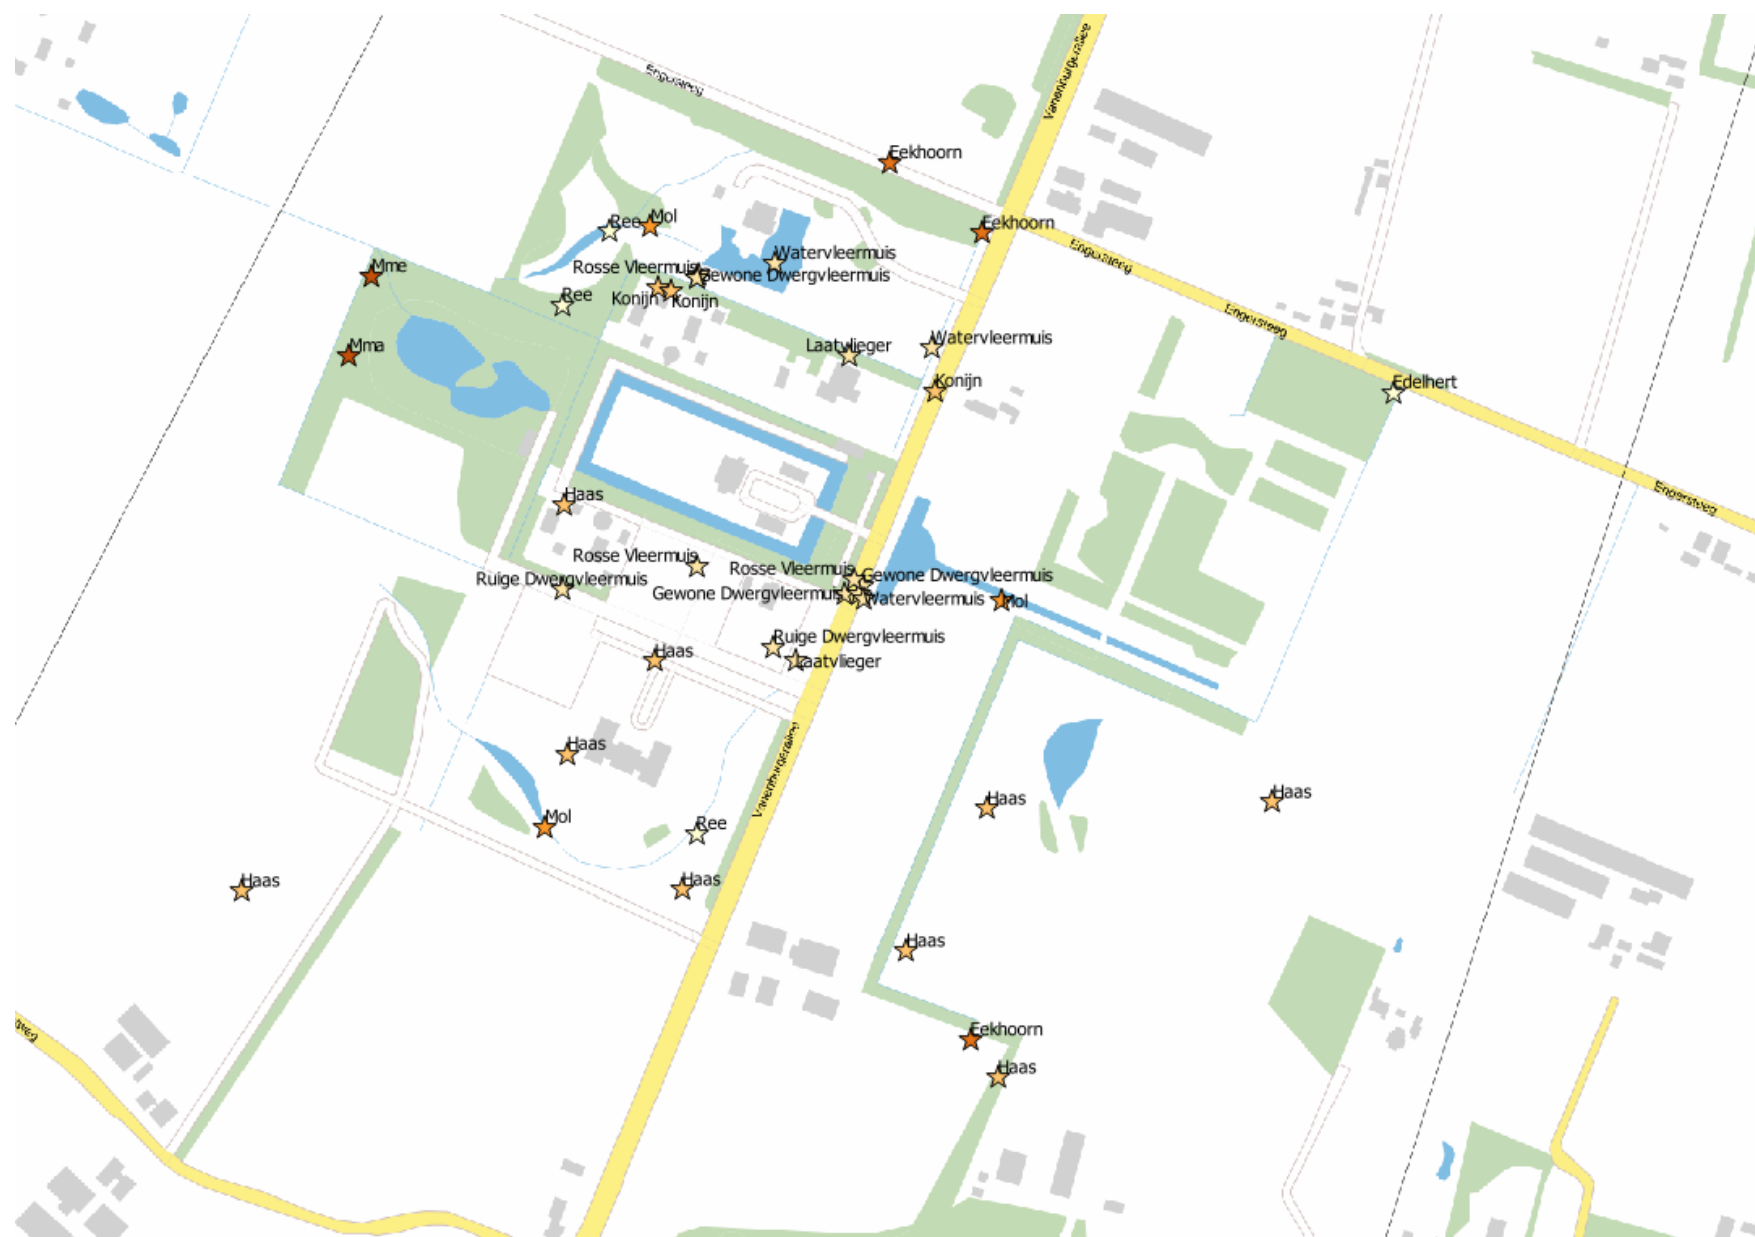 Engersteeg
Vanenburgerallee
Eekhoorn
Eekhoorn
Ree
Mol
Engersteeg
Watervleermuis
Mme
Rosse Vleermuis
Gewone Dwergvleermuis
Ree
Konijn
Konijn
Engersteeg
Mma
Laatvlieger
Watervleermuis
Konijn
Edelhert
Haas
Engersteeg
Rosse Vleermuis
Rosse Vleermuis
Gewone Dwergvleermuis
Ruige Dwergvleermuis
Gewone Dwergvleermuis
Watervleermuis
Mol
Ruige Dwergvleermuis
Haas
Laatvlieger
Haas
Vanenburgerallee
Haas
Haas
Mol
Ree
Haas
Haas
Haas
Eekhoorn
Haas